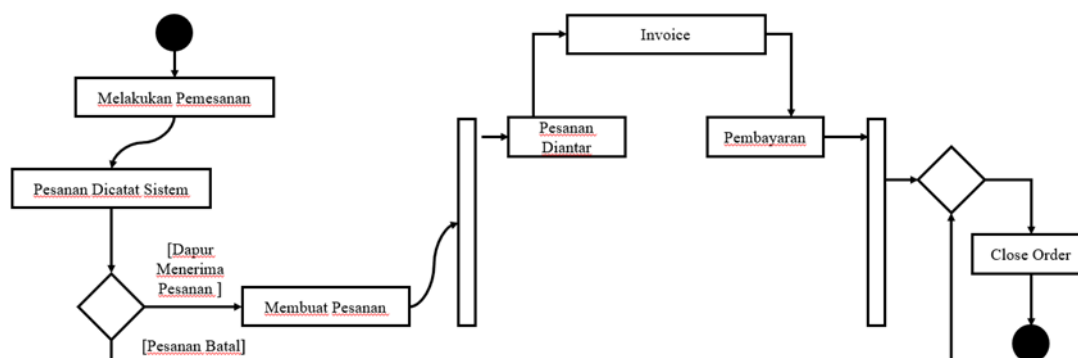 Melakukan Pemesanan
Pesanan Dicatat Sistem
[Dapur
Menerima
Pesanan ]
Membuat Pesanan
[Pesanan Batal]
Pesanan
Diantar
Invoice
Pembayaran
Close Order